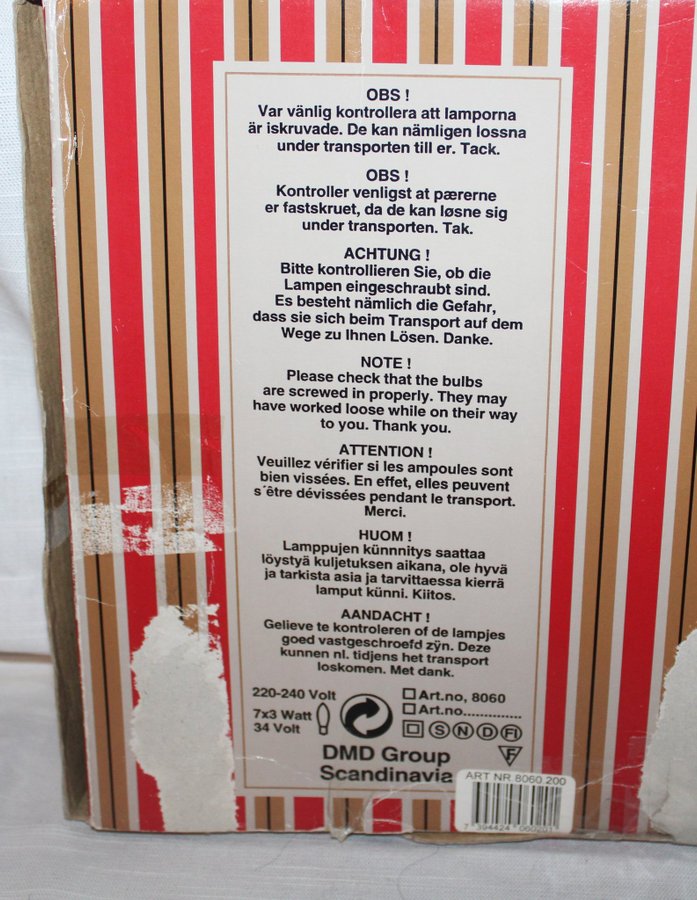 OBS !
Var vänlig kontrollera att lamporna
är iskruvade. De kan nämligen lossna
under transporten till er. Tack.
OBS !
Kontroller venligst at pærerne
er fastskruet, da de kan løsne sig
under transporten. Tak.
ACHTUNG !
Bitte kontrollieren Sie, ob die
Lampen eingeschraubt sind.
Es besteht nämlich die Gefahr,
dass sie sich beim Transport auf dem
Wege zu Ihnen Lösen. Danke.
NOTE !
Please check that the bulbs
are screwed in properly. They may
have worked loose while on their way
to you. Thank you.
ATTENTION !
Veuillez vérifier si les ampoules sont
bien vissées. En effet, elles peuvent
s´être dévissées pendant le transport.
Merci.
HUOM !
Lamppujen künnnitys saattaa
löystyä kuljetuksen aikana, ole hyvä
ja tarkista asia ja tarvittaessa kierrä
lamput künni. Kiitos.
AANDACHT !
Gelieve te kontroleren of de lampjes
goed vastgeschroefd zÿn. Deze
kunnen nl. tidjens het transport
loskomen. Met dank.
220-240 Volt
7x3 Watt
34 Volt
Art.no, 8060
Art.no..............
S N D FI
F
DMD Group
Scandinavia
ART NR.8060 200
7 394424 060201